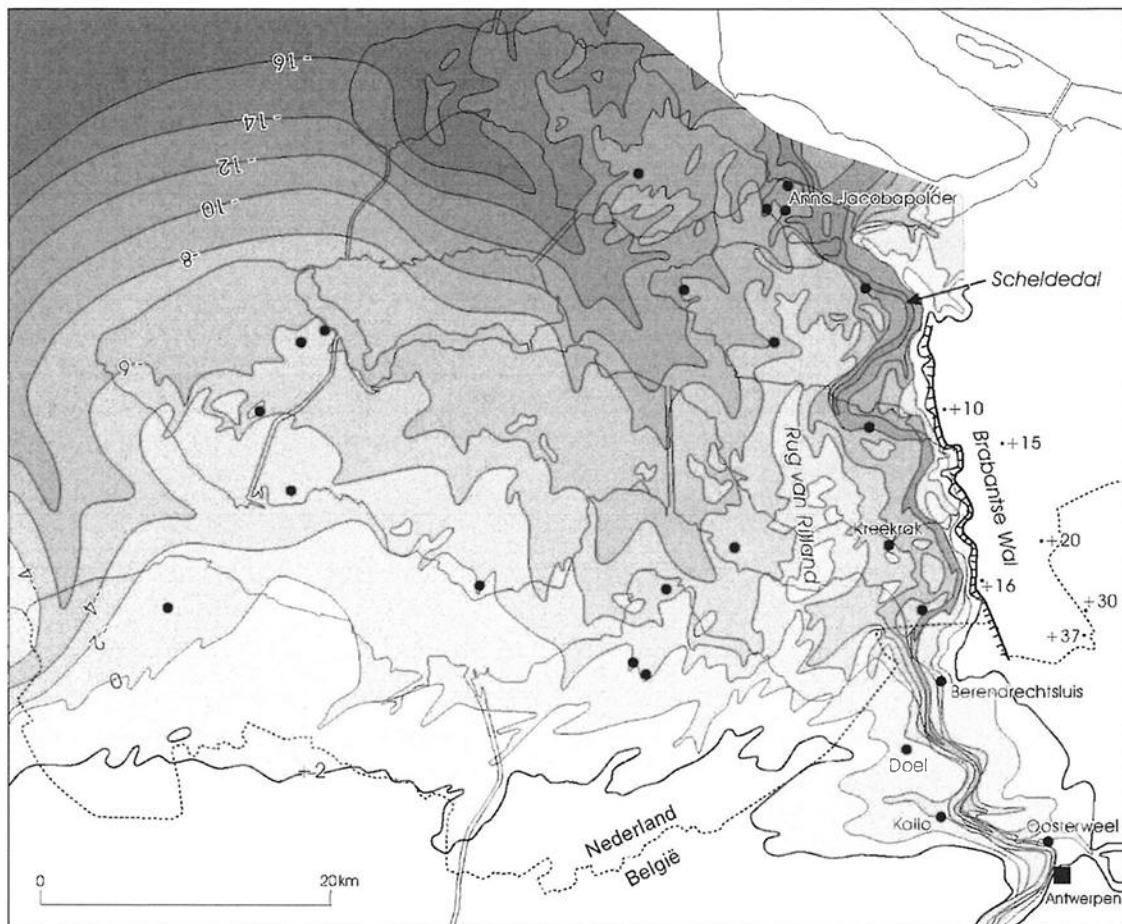 -16
-14
-12
-10
-8
-6
4
4
-2
0
+2
Anna Jacobapolder
Scheldedal
+10
+15
Brabantse Wal
Rug van Rilland
Kreekrak
+20
+16
+30
+37
Berendrechtsluis
Doel
Kallo
Oosterweel
Nederland
België
Antwerpen
0 20km